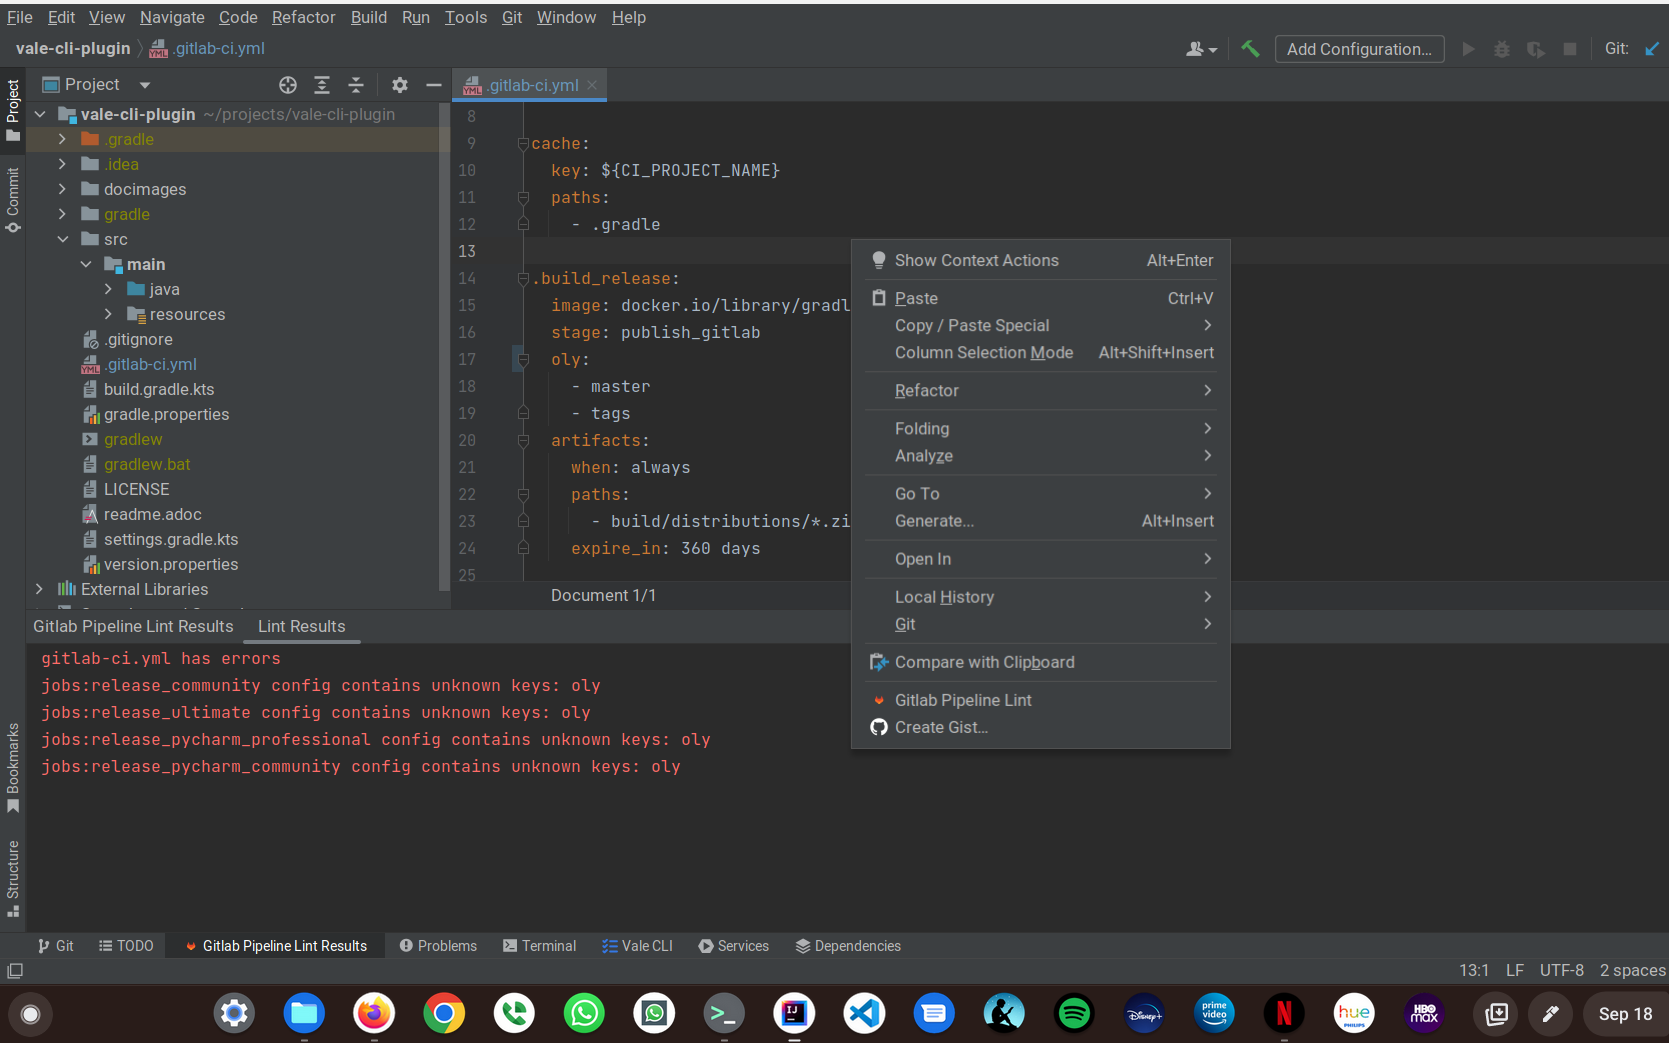 File Edit View Navigate Code Refactor Build Run Tools Git Window Help
vale-cli-plugin .gitlab-ci.yml
Add Configuration... Git:
Project
.gitlab-ci.yml
Project
Commit
Bookmarks
Structure
vale-cli-plugin ~/projects/vale-cli-plugin
.gradle
.idea
docimages
gradle
src
main
java
resources
.gitignore
.gitlab-ci.yml
build.gradle.kts
gradle.properties
gradlew
gradlew.bat
LICENSE
readme.adoc
settings.gradle.kts
version.properties
External Libraries
8
9 cache:
10 key: ${CI_PROJECT_NAME}
11 paths:
12 - .gradle
13
14 .build_release:
15 image: docker.io/library/gradl
16 stage: publish_gitlab
17 oly:
18 - master
19 - tags
20 artifacts:
21 when: always
22 paths:
23 - build/distributions/*.zi
24 expire_in: 360 days
25
Document 1/1
Show Context Actions Alt+Enter
Paste Ctrl+V
Copy / Paste Special
Column Selection Mode Alt+Shift+Insert
Refactor
Folding
Analyze
Go To
Generate... Alt+Insert
Open In
Local History
Git
Compare with Clipboard
Gitlab Pipeline Lint
Create Gist...
Gitlab Pipeline Lint Results Lint Results
gitlab-ci.yml has errors
jobs:release_community config contains unknown keys: oly
jobs:release_ultimate config contains unknown keys: oly
jobs:release_pycharm_professional config contains unknown keys: oly
jobs:release_pycharm_community config contains unknown keys: oly
Git TODO Gitlab Pipeline Lint Results Problems Terminal Vale CLI Services Dependencies
13:1 LF UTF-8 2 spaces
IJ Disney+ prime video N hue PHILIPS HBO max Sep 18